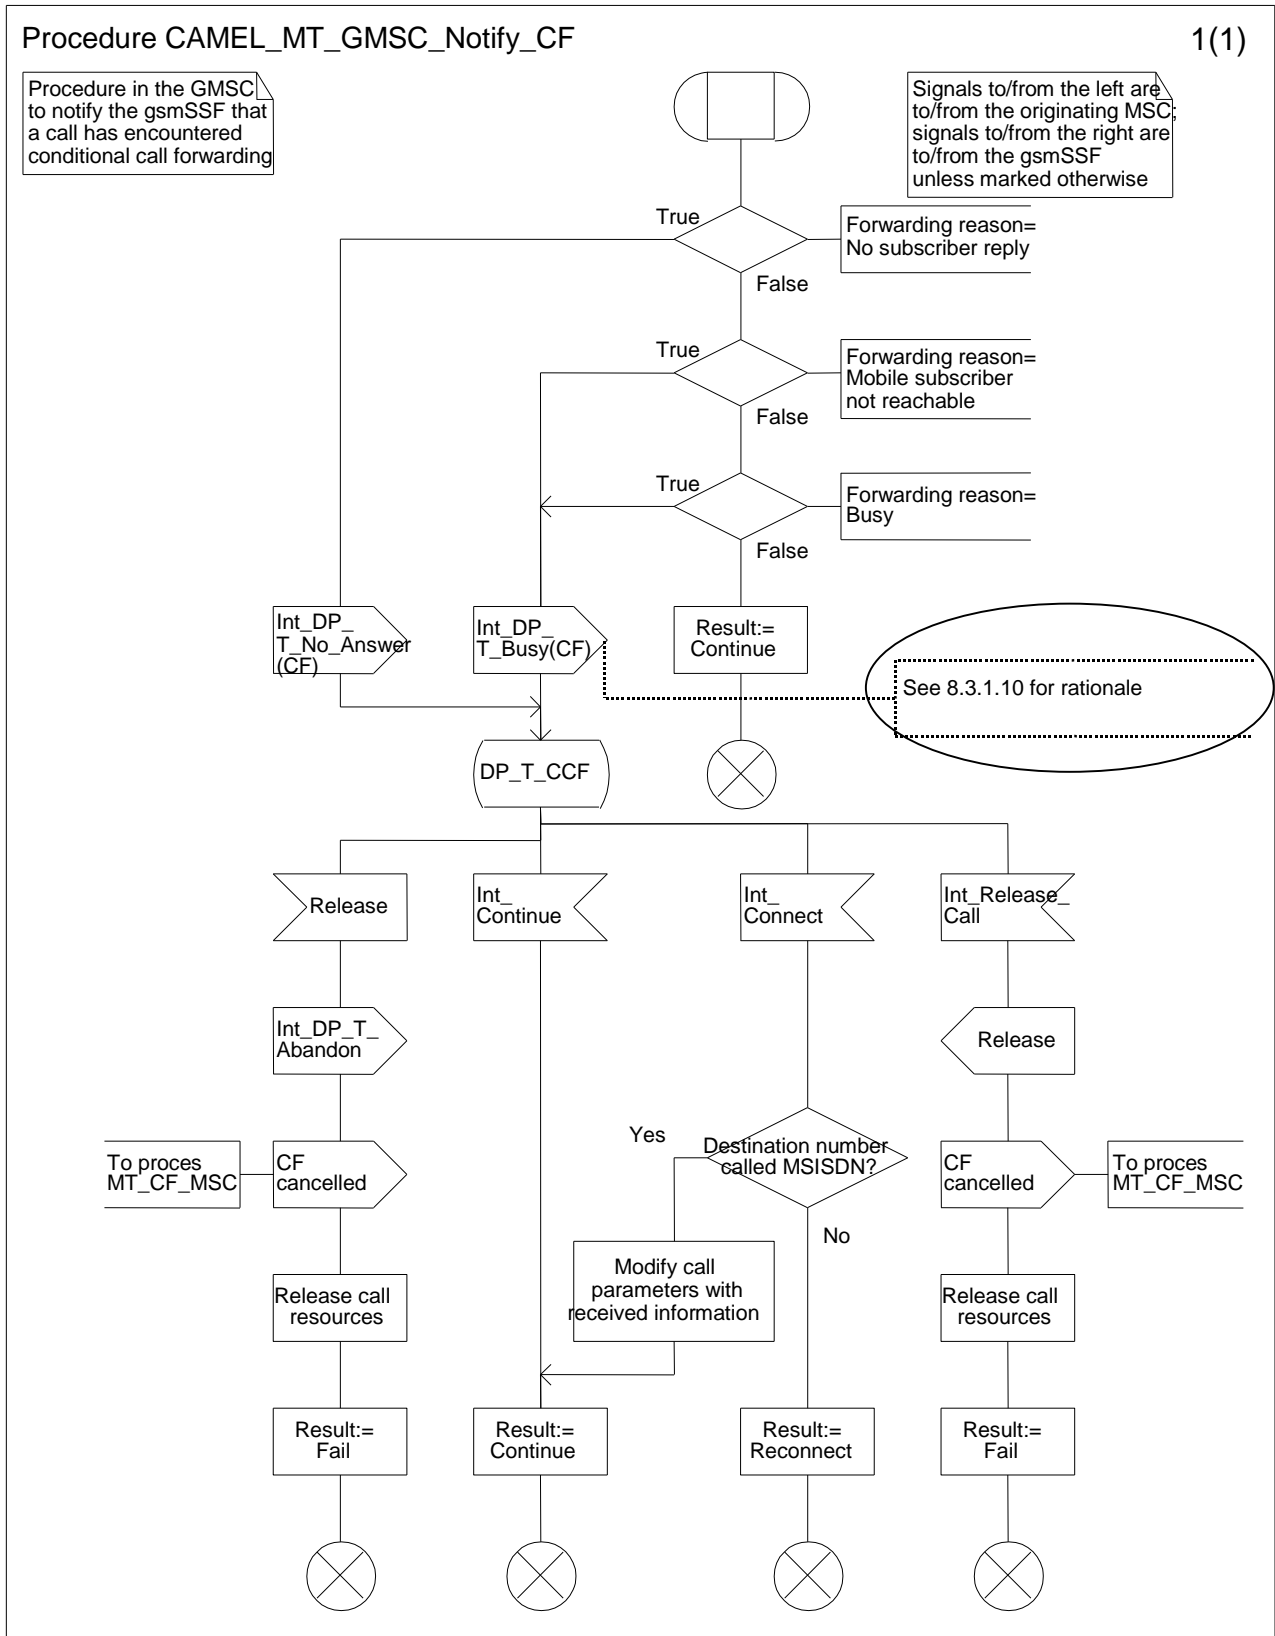 Procedure CAMEL_MT_GMSC_Notify_CF
1(1)
Procedure in the GMSC
to notify the gsmSSF that
a call has encountered
conditional call forwarding
Signals to/from the left are
to/from the originating MSC;
signals to/from the right are
to/from the gsmSSF
unless marked otherwise
True
Forwarding reason=
No subscriber reply
False
True
Forwarding reason=
Mobile subscriber
not reachable
False
True
Forwarding reason=
Busy
False
Int_DP_
T_No_Answer
(CF)
Int_DP_
T_Busy(CF)
Result:=
Continue
See 8.3.1.10 for rationale
DP_T_CCF
Release
Int_
Continue
Int_
Connect
Int_Release_
Call
Int_DP_T_
Abandon
Release
Yes
Destination number
called MSISDN?
No
To proces
MT_CF_MSC
CF
cancelled
CF
cancelled
To proces
MT_CF_MSC
Release call
resources
Modify call
parameters with
received information
Release call
resources
Result:=
Fail
Result:=
Continue
Result:=
Reconnect
Result:=
Fail